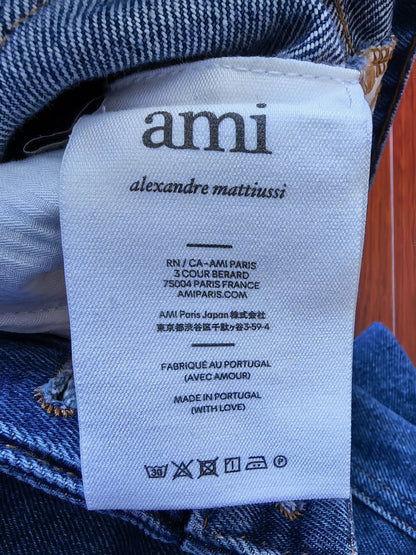 ami
alexandre mattiussi
RN / CA-AMI PARIS
3 COUR BERARD
75004 PARIS FRANCE
AMIPARIS.COM
AMI Paris Japan 株式会社
東京都渋谷区千駄ヶ谷3-59-4
FABRIQUÉ AU PORTUGAL
(AVEC AMOUR)
MADE IN PORTUGAL
(WITH LOVE)
30 P